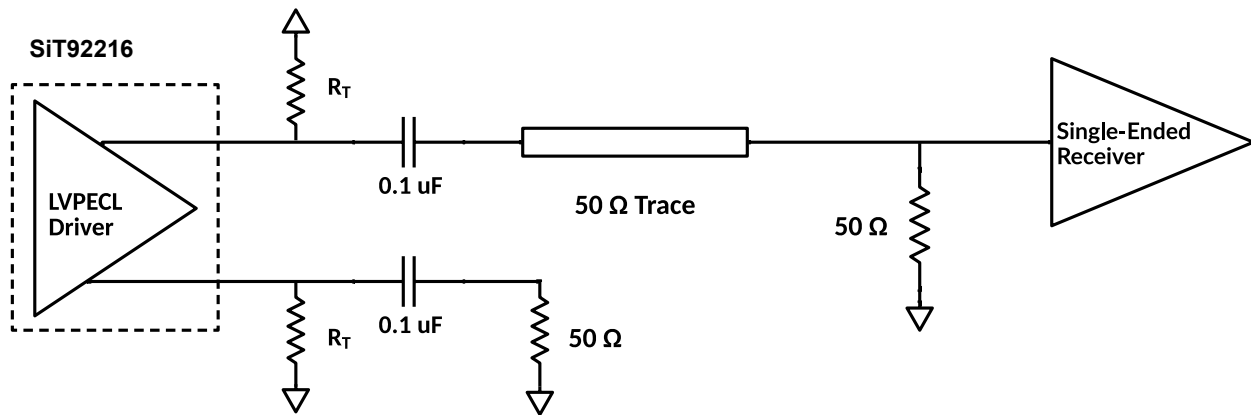 SiT92216
R_T
LVPECL
Driver
0.1 uF
50 Ω Trace
Single-Ended
Receiver
50 Ω
R_T
0.1 uF
50 Ω